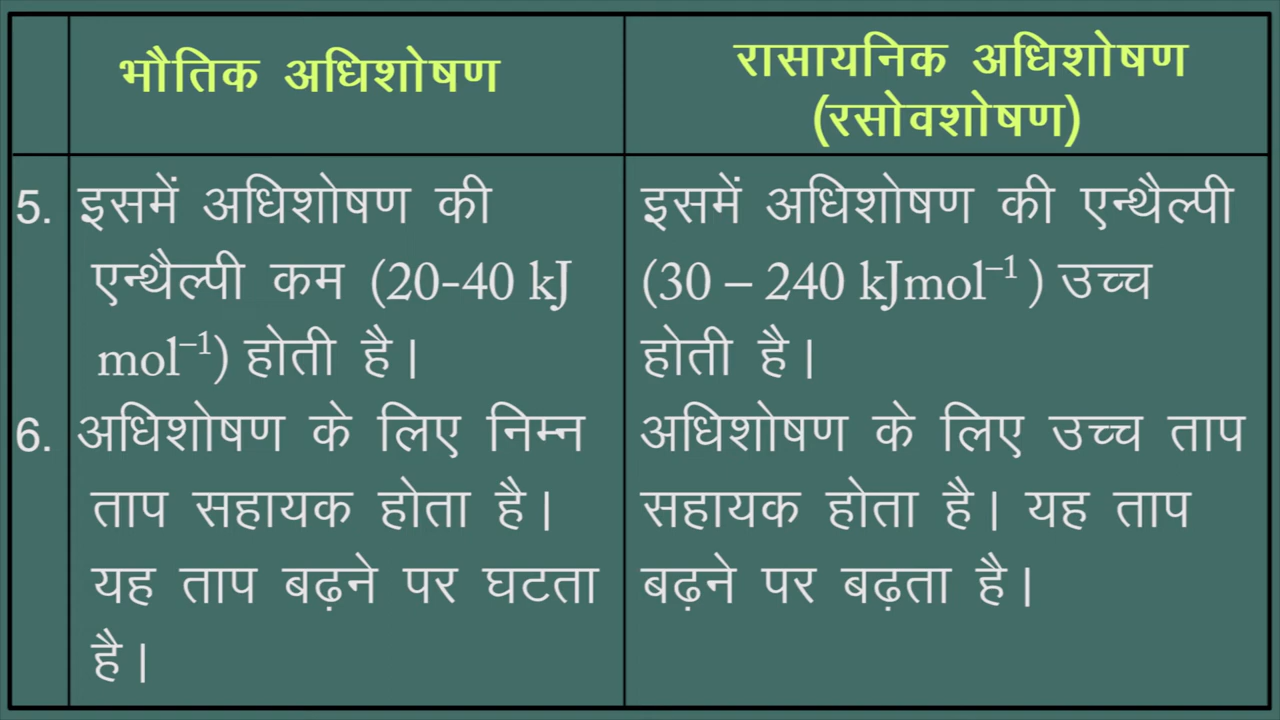 भौतिक अधिशोषण
रासायनिक अधिशोषण
(रसोवशोषण)
5. इसमें अधिशोषण की
एन्थैल्पी कम (20-40 kJ
mol⁻¹) होती है।
इसमें अधिशोषण की एन्थैल्पी
(30 – 240 kJmol⁻¹) उच्च
होती है।
6. अधिशोषण के लिए निम्न
ताप सहायक होता है।
यह ताप बढ़ने पर घटता
है।
अधिशोषण के लिए उच्च ताप
सहायक होता है। यह ताप
बढ़ने पर बढ़ता है।